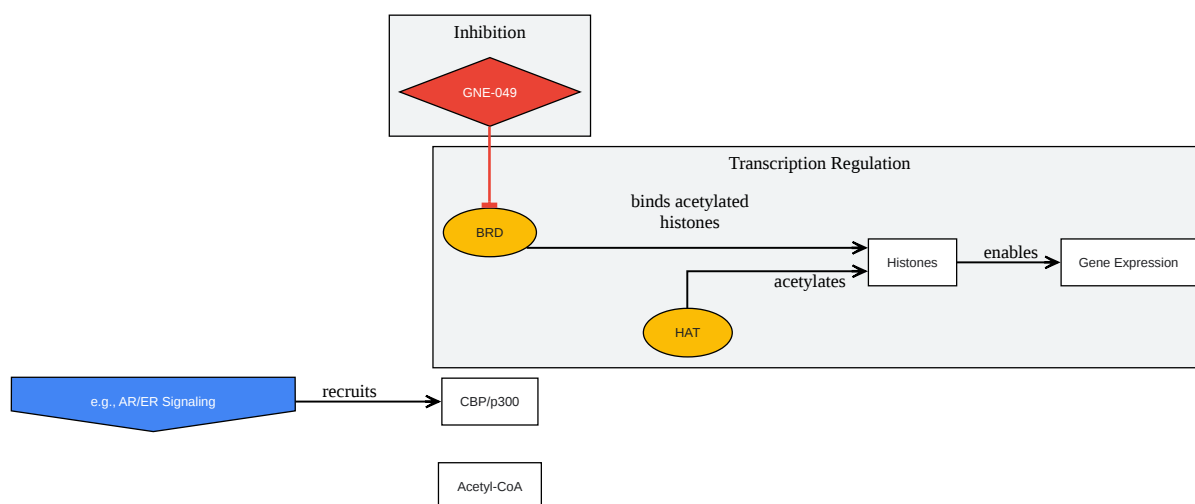 Inhibition
GNE-049
Transcription Regulation
binds acetylated
histones
BRD
Histones
enables
Gene Expression
acetylates
HAT
e.g., AR/ER Signaling
recruits
CBP/p300
Acetyl-CoA